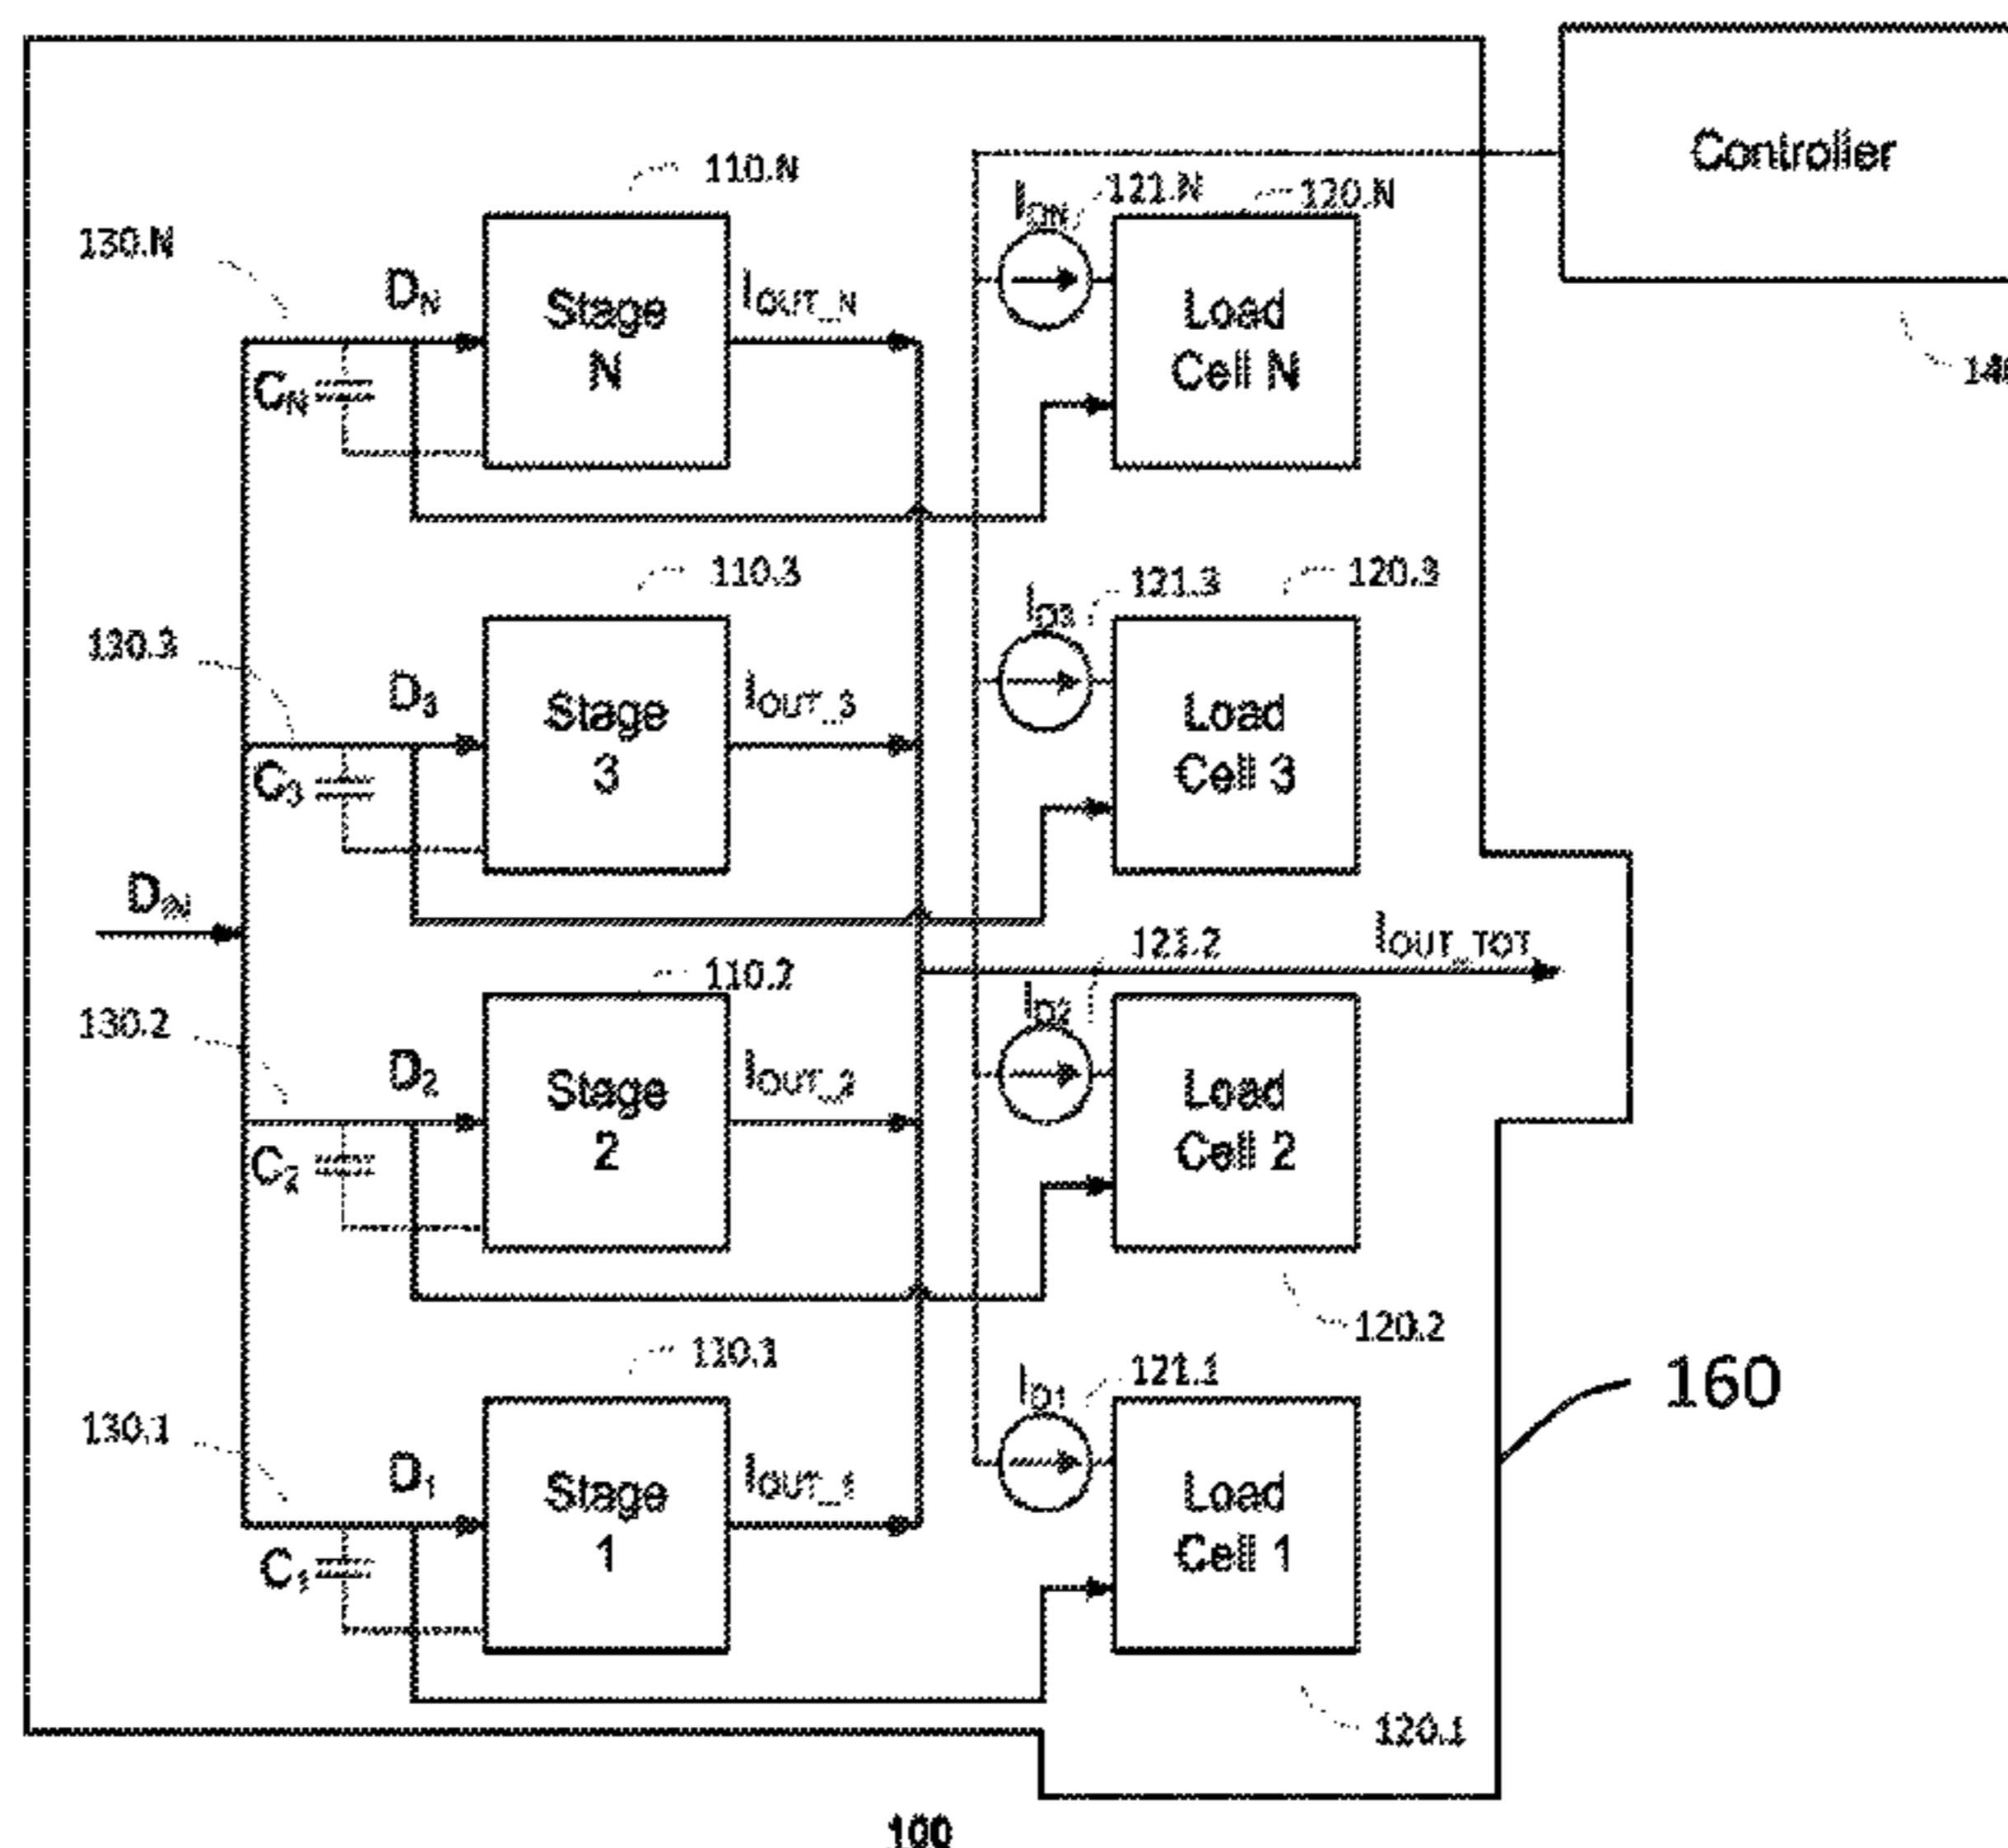 Controller
110.N
121.N
120.N
I_DN
130.N
D_N
Stage
N
I_OUT_N
Load
Cell N
C_N
110.3
121.3
120.3
I_D3
130.3
D_3
Stage
3
I_OUT_3
Load
Cell 3
C_3
D_IN
121.2
I_OUT_TOT
110.2
I_D2
130.2
D_2
Stage
2
I_OUT_2
Load
Cell 2
C_2
120.2
110.1
121.1
I_D1
160
130.1
D_1
Stage
1
I_OUT_1
Load
Cell 1
C_1
120.1
100